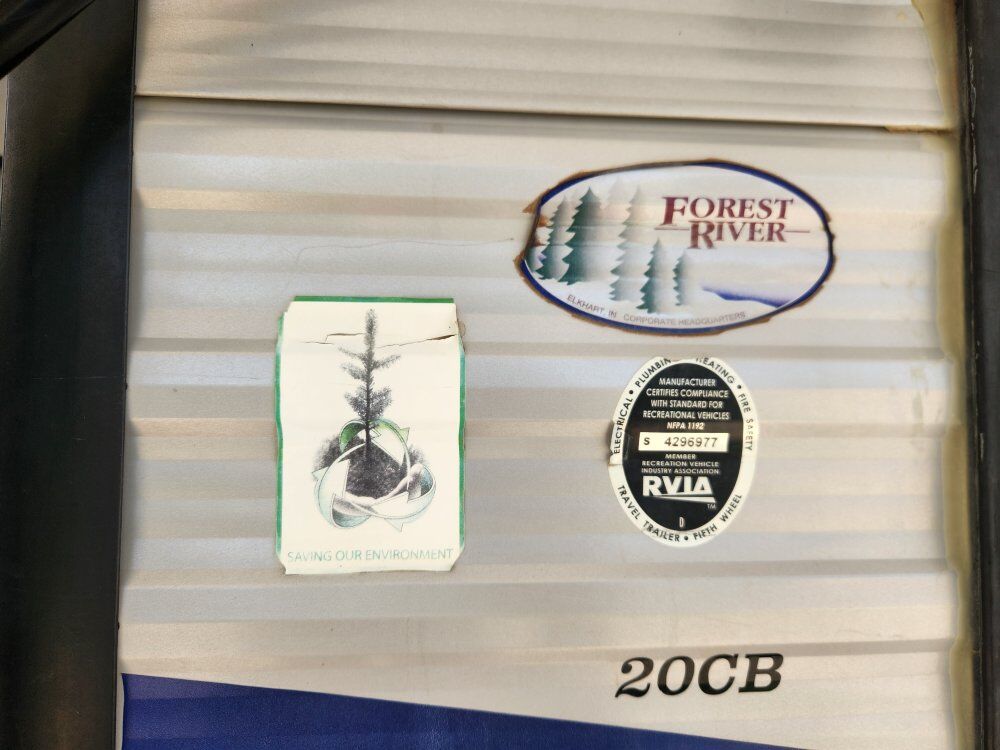 FOREST
RIVER
ELKHART, IN CORPORATE HEADQUARTERS
SAVING OUR ENVIRONMENT
ELECTRICAL • PLUMBING • HEATING • FIRE SAFETY
MANUFACTURER
CERTIFIES COMPLIANCE
WITH STANDARD FOR
RECREATIONAL VEHICLES
NFPA 1192
S 4296977
MEMBER
RECREATION VEHICLE
INDUSTRY ASSOCIATION
RVIA
TM
D
TRAVEL TRAILER • FIFTH WHEEL
20CB